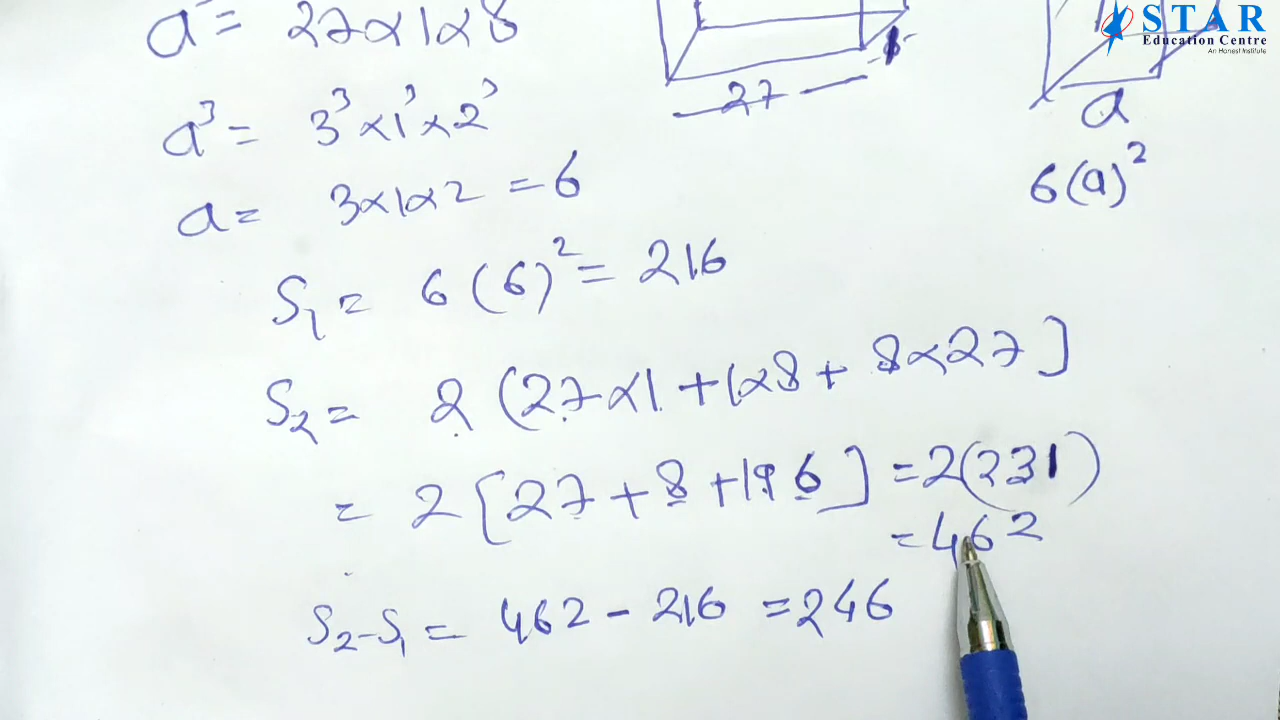 a³ = 27×1×8
a³ = 3³×1³×2³
a = 3×1×2 = 6
S₁ = 6(6)² = 216
S₂ = 2(27×1+1×8+8×27]
= 2[27+8+196] = 2(231)
= 462
S₂-S₁ = 462-216 = 246
27
1
a
6(a)²
STAR
Education Centre
An Honest Institute